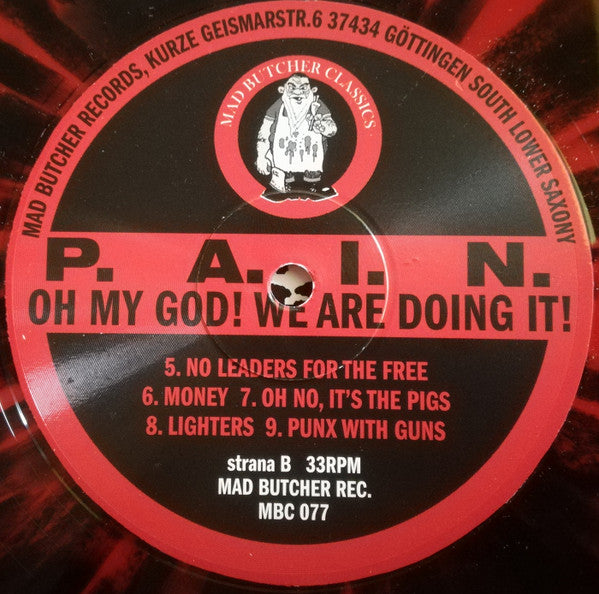 MAD BUTCHER RECORDS, KURZE GEISMARSTR.6 37434 GÖTTINGEN SOUTH LOWER SAXONY
MAD BUTCHER CLASSICS
P. A. I. N.
OH MY GOD! WE ARE DOING IT!
5. NO LEADERS FOR THE FREE
6. MONEY 7. OH NO, IT'S THE PIGS
8. LIGHTERS 9. PUNX WITH GUNS
strana B 33RPM
MAD BUTCHER REC.
MBC 077